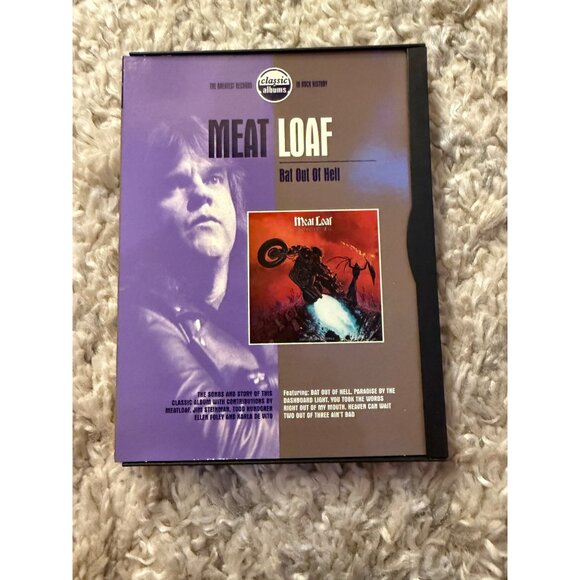 THE GREATEST RECORDS classic albums IN ROCK HISTORY
MEAT LOAF
Bat Out Of Hell
Meat Loaf
THE SONGS AND STORY OF THIS
CLASSIC ALBUM WITH CONTRIBUTIONS BY
MEATLOAF, JIM STEINMAN, TODD RUNDGREN
ELLEN FOLEY AND KARLA DE VITO
Featuring: BAT OUT OF HELL, PARADISE BY THE
DASHBOARD LIGHT, YOU TOOK THE WORDS
RIGHT OUT OF MY MOUTH, HEAVEN CAN WAIT
TWO OUT OF THREE AIN'T BAD